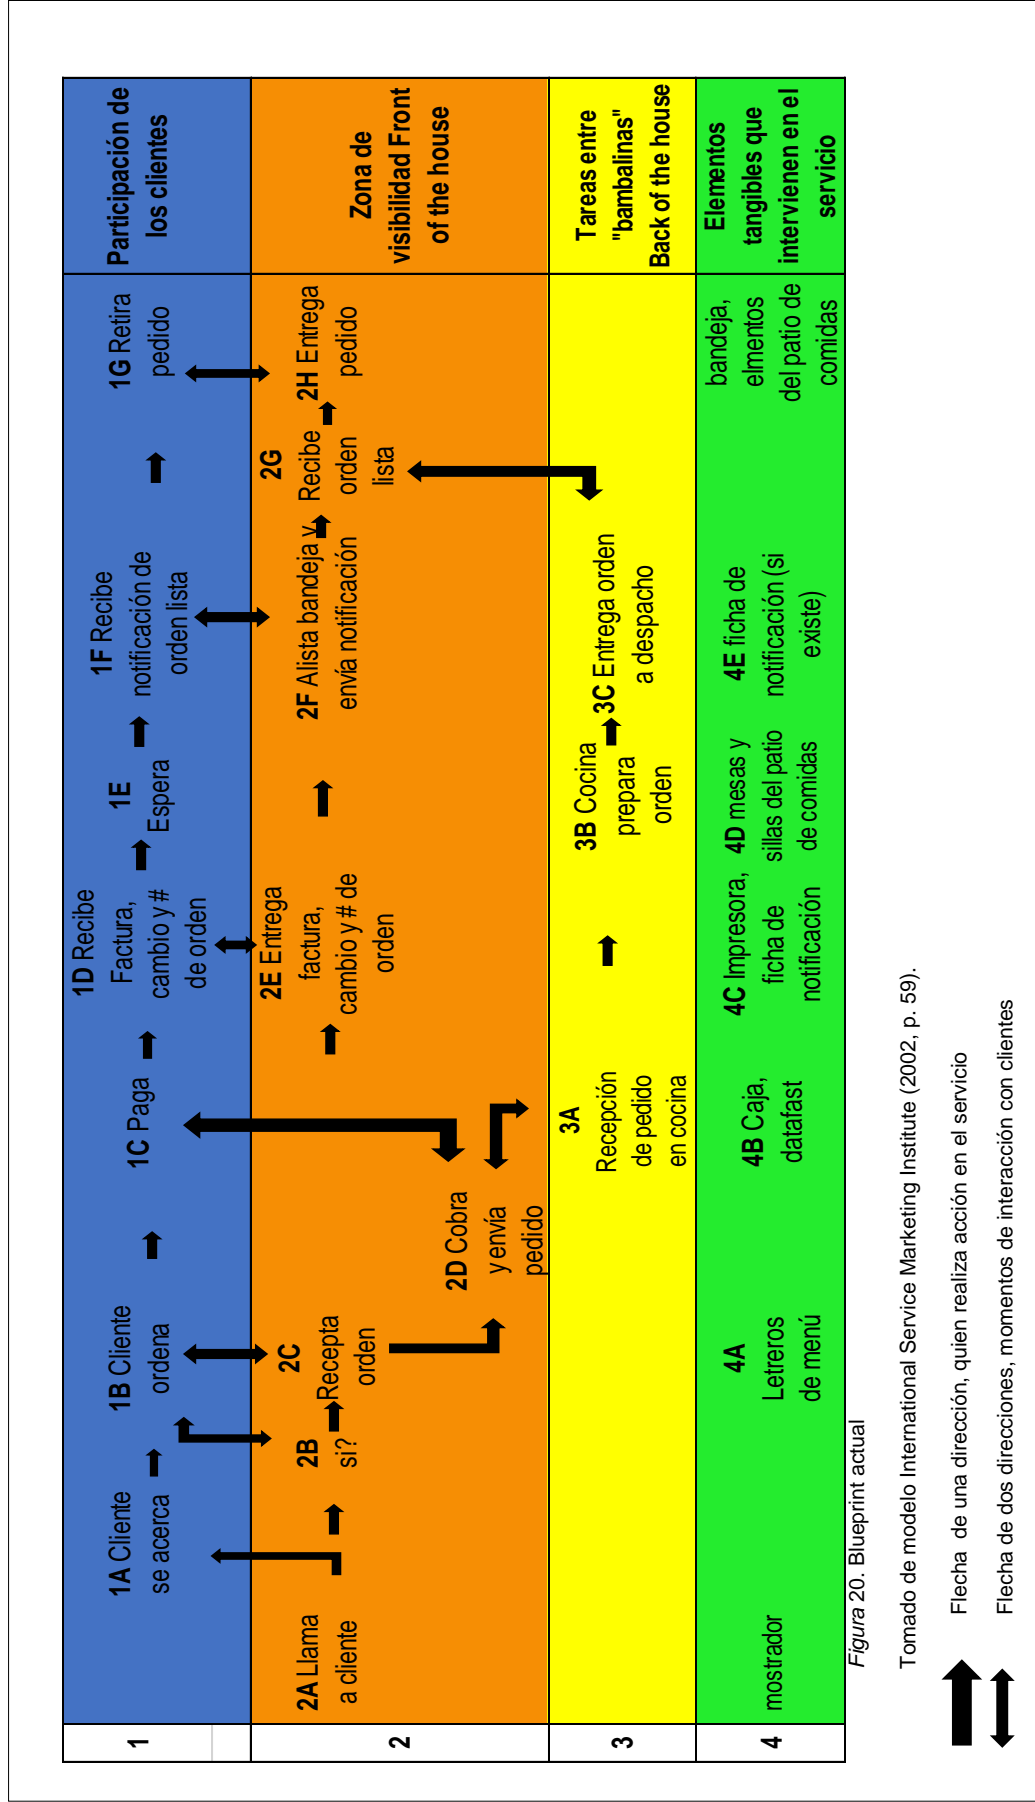 1
1A Cliente
se acerca
1B Cliente
ordena
1C Paga
1D Recibe
Factura,
cambio y #
de orden
1E
Espera
1F Recibe
notificación de
orden lista
1G Retira
pedido
Participación de
los clientes
2
2A Llama
a cliente
2B
si?
2C
Recepta
orden
2D Cobra
y envía
pedido
2E Entrega
factura,
cambio y # de
orden
2F Alista bandeja y
envía notificación
2G
Recibe
orden
lista
2H Entrega
pedido
Zona de
visibilidad Front
of the house
3
3A
Recepción
de pedido
en cocina
3B Cocina
prepara
orden
3C Entrega orden
a despacho
Tareas entre
"bambalinas"
Back of the house
4
mostrador
4A
Letreros
de menú
4B Caja,
datafast
4C Impresora,
ficha de
notificación
4D mesas y
sillas del patio
de comidas
4E ficha de
notificación (si
existe)
bandeja,
elmentos
del patio de
comidas
Elementos
tangibles que
intervienen en el
servicio
Figura 20. Blueprint actual
Tomado de modelo International Service Marketing Institute (2002, p. 59).
Flecha de una dirección, quien realiza acción en el servicio
Flecha de dos direcciones, momentos de interacción con clientes